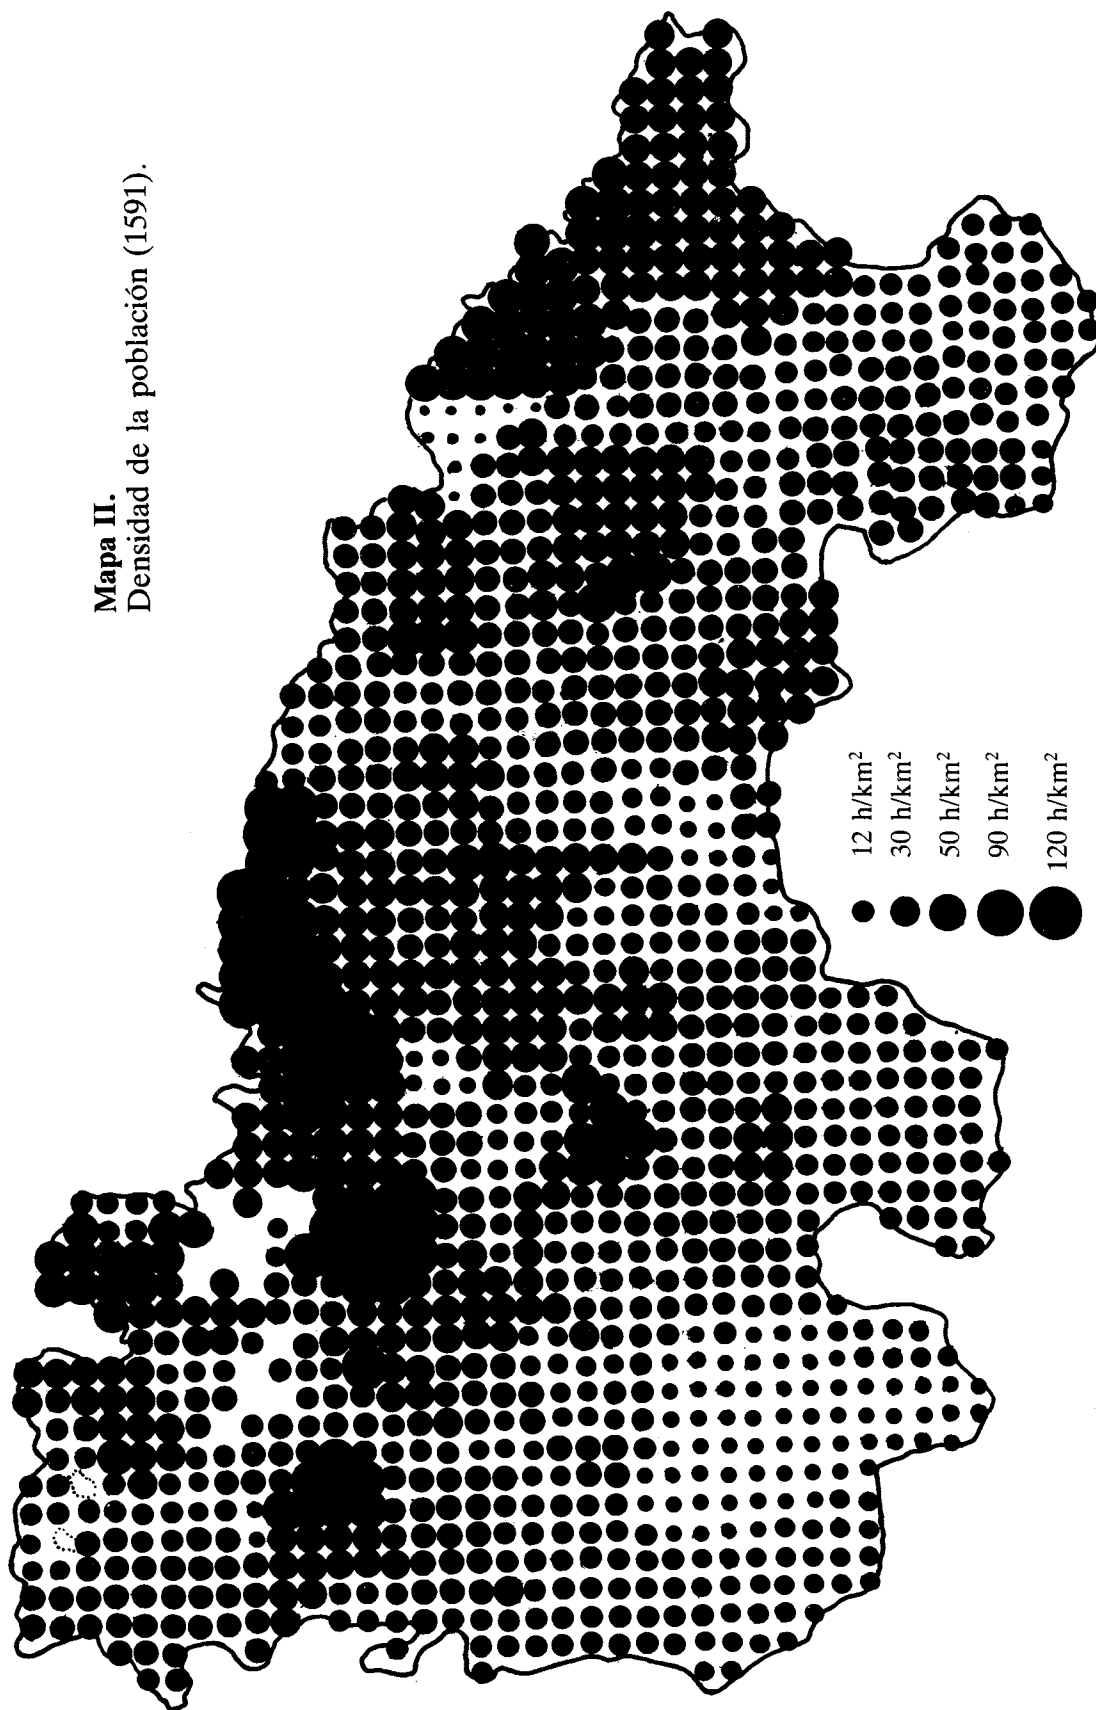 Mapa II.
Densidad de la población (1591).
12 h/km²
30 h/km²
50 h/km²
90 h/km²
120 h/km²